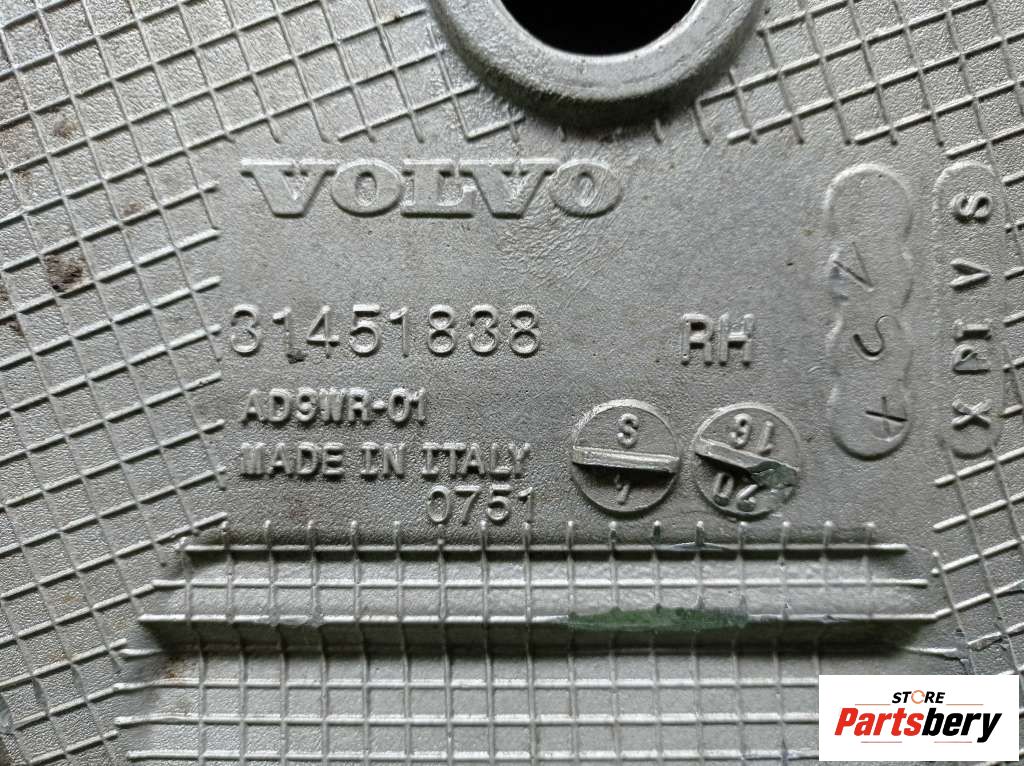 VOLVO
31451838 RH
AD9WR-01
MADE IN ITALY
0751
STORE
Partsbery